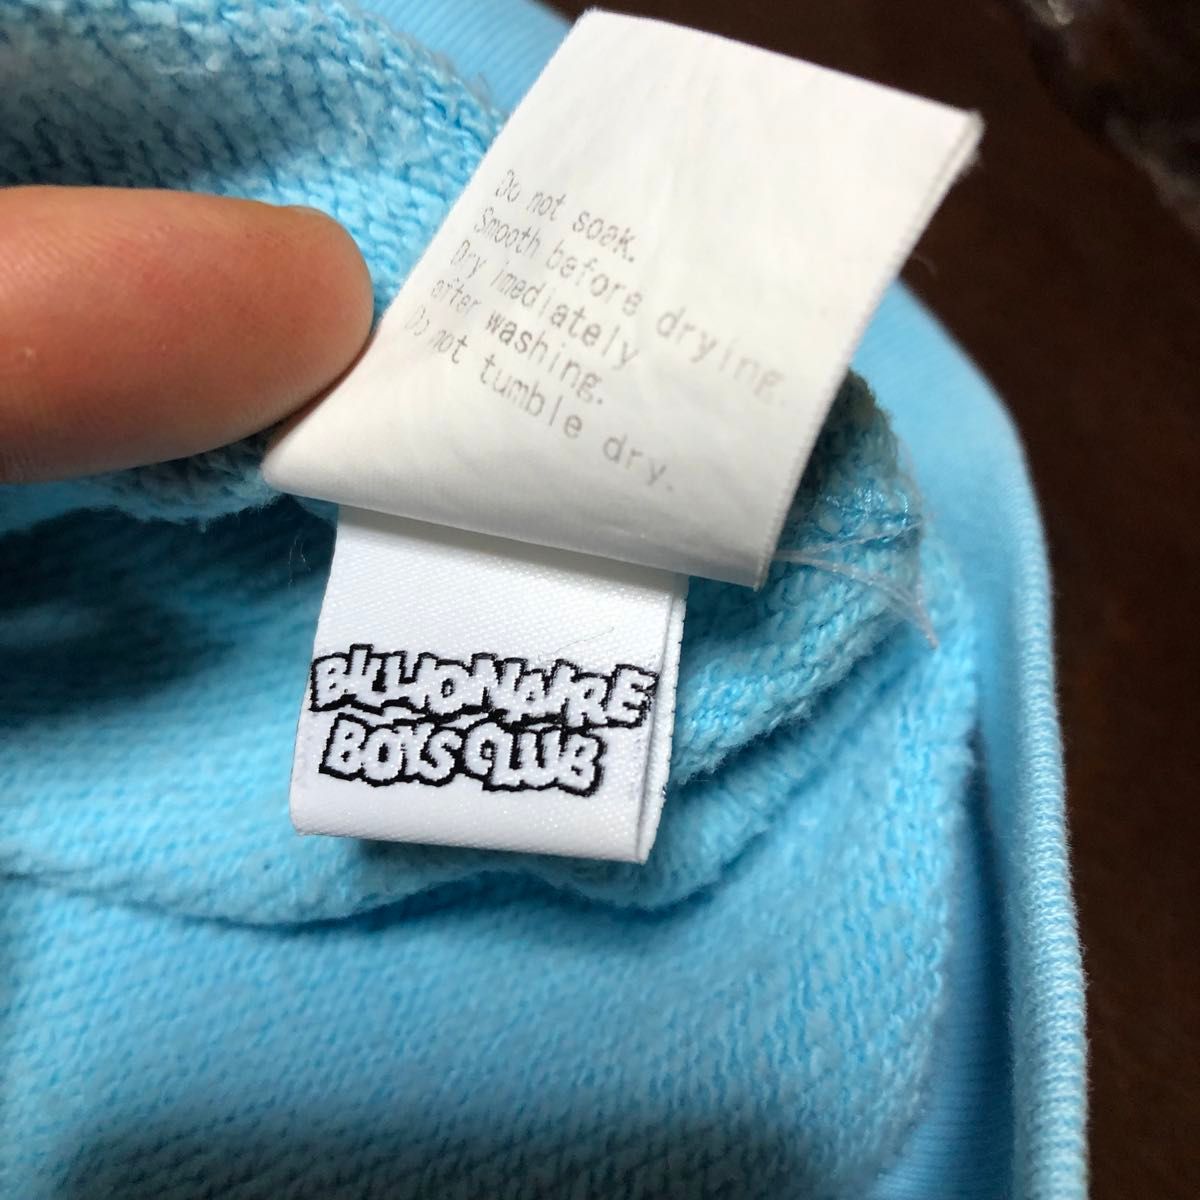 Do not soak.
Smooth before drying.
Dry imediately
after washing.
Do not tumble dry.
BILLIONAIRE
BOYS CLUB